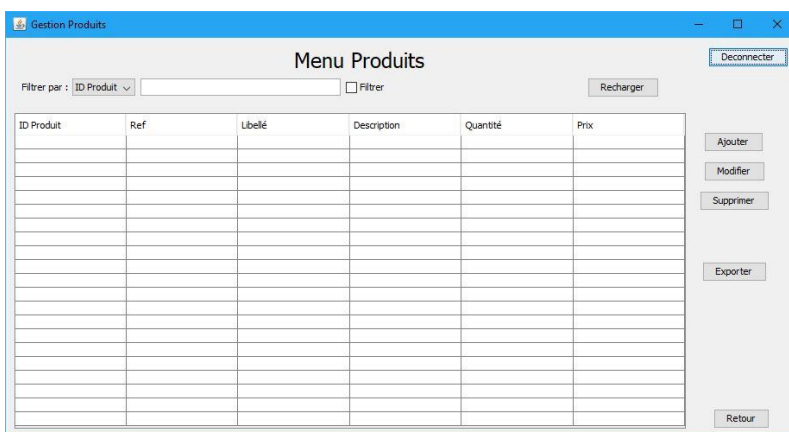 Gestion Produits
Menu Produits
Deconnecter
Filtrer par : ID Produit
Filtrer
Recharger
ID Produit Ref Libellé Description Quantité Prix
Ajouter
Modifier
Supprimer
Exporter
Retour